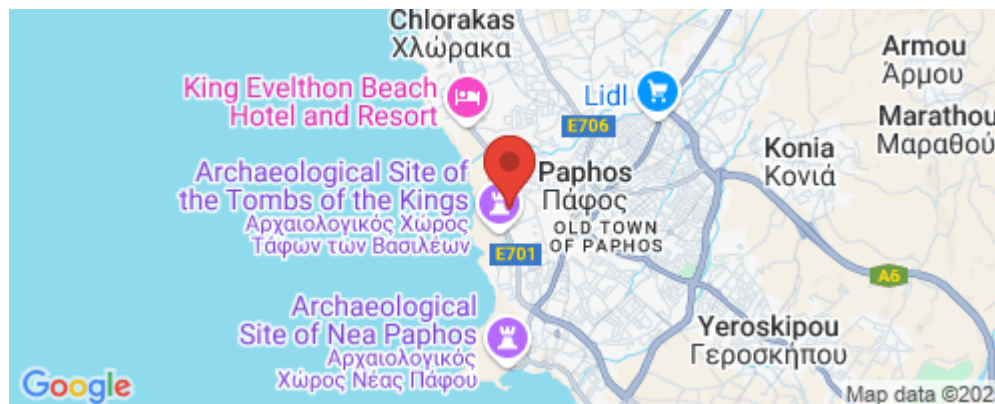 Chlorakas
Χλώρακα
King Evelthon Beach
Hotel and Resort
Lidl
E706
Armou
Άρμου
Marathou
Μαραθού
Konia
Κονιά
Archaeological Site of
the Tombs of the Kings
Αρχαιολογικός Χώρος
Τάφων των Βασιλέων
Paphos
Πάφος
OLD TOWN
OF PAPHOS
E701
A6
Archaeological
Site of Nea Paphos
Αρχαιολογικός
Χώρος Νέας Πάφου
Yeroskipou
Γεροσκήπου
Google
Map data ©202